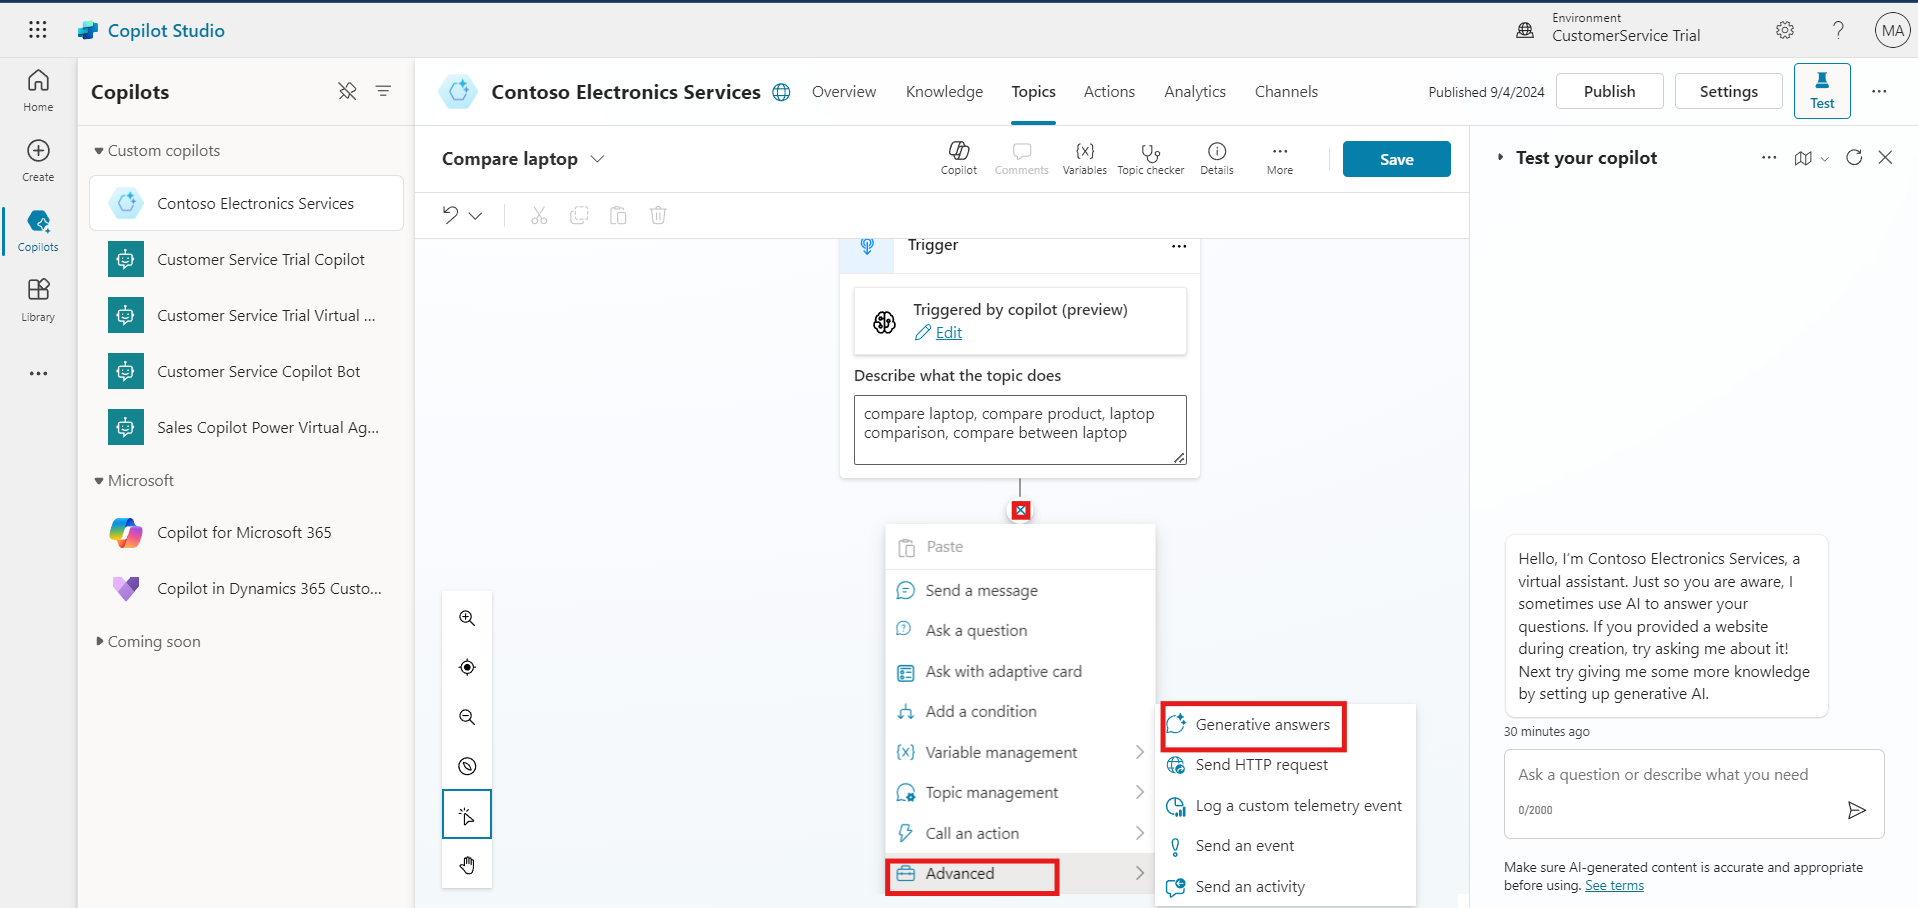 Copilot Studio
Environment
CustomerService Trial
?
MA
Home
Create
Copilots
Library
Copilots
Custom copilots
Contoso Electronics Services
Customer Service Trial Copilot
Customer Service Trial Virtual ...
Customer Service Copilot Bot
Sales Copilot Power Virtual Ag...
Microsoft
Copilot for Microsoft 365
Copilot in Dynamics 365 Custo...
Coming soon
Contoso Electronics Services
Overview
Knowledge
Topics
Actions
Analytics
Channels
Published 9/4/2024
Publish
Settings
Test
...
Compare laptop
Copilot
Comments
{x}
Variables
Topic checker
Details
More
Save
Trigger
Triggered by copilot (preview)
Edit
Describe what the topic does
compare laptop, compare product, laptop
comparison, compare between laptop
Paste
Send a message
Ask a question
Ask with adaptive card
Add a condition
{x} Variable management
Topic management
Call an action
Advanced
Generative answers
Send HTTP request
Log a custom telemetry event
Send an event
Send an activity
Test your copilot
Hello, I'm Contoso Electronics Services, a
virtual assistant. Just so you are aware, I
sometimes use AI to answer your
questions. If you provided a website
during creation, try asking me about it!
Next try giving me some more knowledge
by setting up generative AI.
30 minutes ago
Ask a question or describe what you need
0/2000
Make sure AI-generated content is accurate and appropriate
before using. See terms